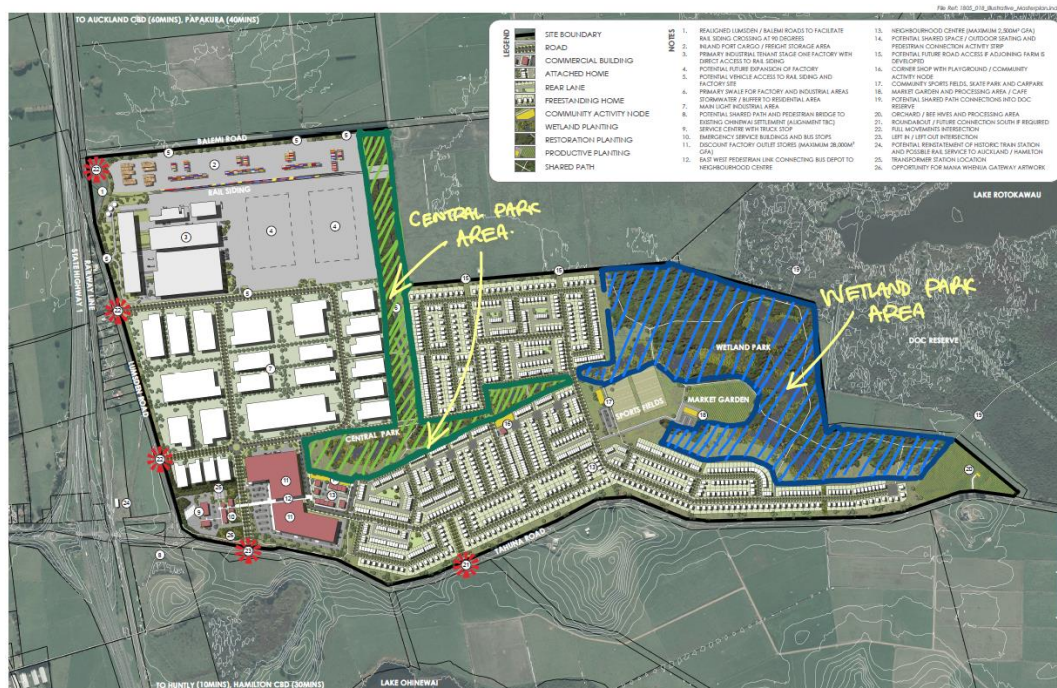 File Ref: 1805_018_Illustrative_Masterplan.ind
TO AUCKLAND CBD (60MINS), PAPAKURA (40MINS)
LEGEND
SITE BOUNDARY
ROAD
COMMERCIAL BUILDING
ATTACHED HOME
REAR LANE
FREESTANDING HOME
COMMUNITY ACTIVITY NODE
WETLAND PLANTING
RESTORATION PLANTING
PRODUCTIVE PLANTING
SHARED PATH
NOTES
1. REALIGNED LUMSDEN / BALEMI ROADS TO FACILITATE
RAIL SIDING CROSSING AT 90 DEGREES
2. INLAND PORT CARGO / FREIGHT STORAGE AREA
3. PRIMARY INDUSTRIAL TENANT STAGE ONE FACTORY WITH
DIRECT ACCESS TO RAIL SIDING
4. POTENTIAL FUTURE EXPANSION OF FACTORY
5. POTENTIAL VEHICLE ACCESS TO RAIL SIDING AND
FACTORY SITE
6. PRIMARY SWALE FOR FACTORY AND INDUSTRIAL AREAS
STORMWATER / BUFFER TO RESIDENTIAL AREA
7. MAIN LIGHT INDUSTRIAL AREA
8. POTENTIAL SHARED PATH AND PEDESTRIAN BRIDGE TO
EXISTING OHINEWAI SETTLEMENT (ALIGNMENT TBC)
9. SERVICE CENTRE WITH TRUCK STOP
10. EMERGENCY SERVICE BUILDINGS AND BUS STOPS
11. DISCOUNT FACTORY OUTLET STORES (MAXIMUM 28,000M²
GFA)
12. EAST WEST PEDESTRIAN LINK CONNECTING BUS DEPOT TO
NEIGHBOURHOOD CENTRE
13. NEIGHBOURHOOD CENTRE (MAXIMUM 2,500M² GFA)
14. POTENTIAL SHARED SPACE / OUTDOOR SEATING AND
PEDESTRIAN CONNECTION ACTIVITY STRIP
15. POTENTIAL FUTURE ROAD ACCESS IF ADJOINING FARM IS
DEVELOPED
16. CORNER SHOP WITH PLAYGROUND / COMMUNITY
ACTIVITY NODE
17. COMMUNITY SPORTS FIELDS, SKATE PARK AND CARPARK
18. MARKET GARDEN AND PROCESSING AREA / CAFE
19. POTENTIAL SHARED PATH CONNECTIONS INTO DOC
RESERVE
20. ORCHARD / BEE HIVES AND PROCESSING AREA
21. ROUNDABOUT / FUTURE CONNECTION SOUTH IF REQUIRED
22. FULL MOVEMENTS INTERSECTION
23. LEFT IN / LEFT OUT INTERSECTION
24. POTENTIAL REINSTATEMENT OF HISTORIC TRAIN STATION
AND POSSIBLE RAIL SERVICE TO AUCKLAND / HAMILTON
25. TRANSFORMER STATION LOCATION
26. OPPORTUNITY FOR MANA WHENUA GATEWAY ARTWORK
BALEMI ROAD
RAIL SIDING
LAKE ROTOKAWAU
CENTRAL PARK
AREA.
WETLAND PARK
AREA
STATE HIGHWAY 1
RAILWAY LINE
LUMSDEN ROAD
WETLAND PARK
DOC RESERVE
SPORTS FIELDS
MARKET GARDEN
CENTRAL PARK
TAHUNA ROAD
TO HUNTLY (10MINS), HAMILTON CBD (30MINS)
LAKE OHINEWAI